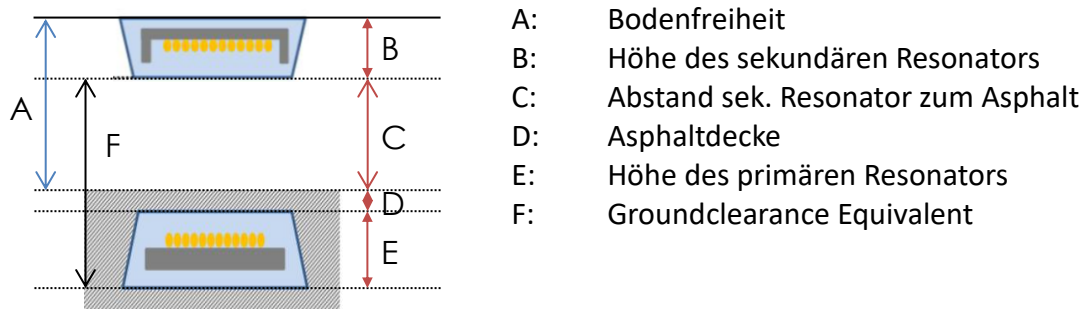 A
B
C
D
E
F
A: Bodenfreiheit
B: Höhe des sekundären Resonators
C: Abstand sek. Resonator zum Asphalt
D: Asphaltdecke
E: Höhe des primären Resonators
F: Groundclearance Equivalent